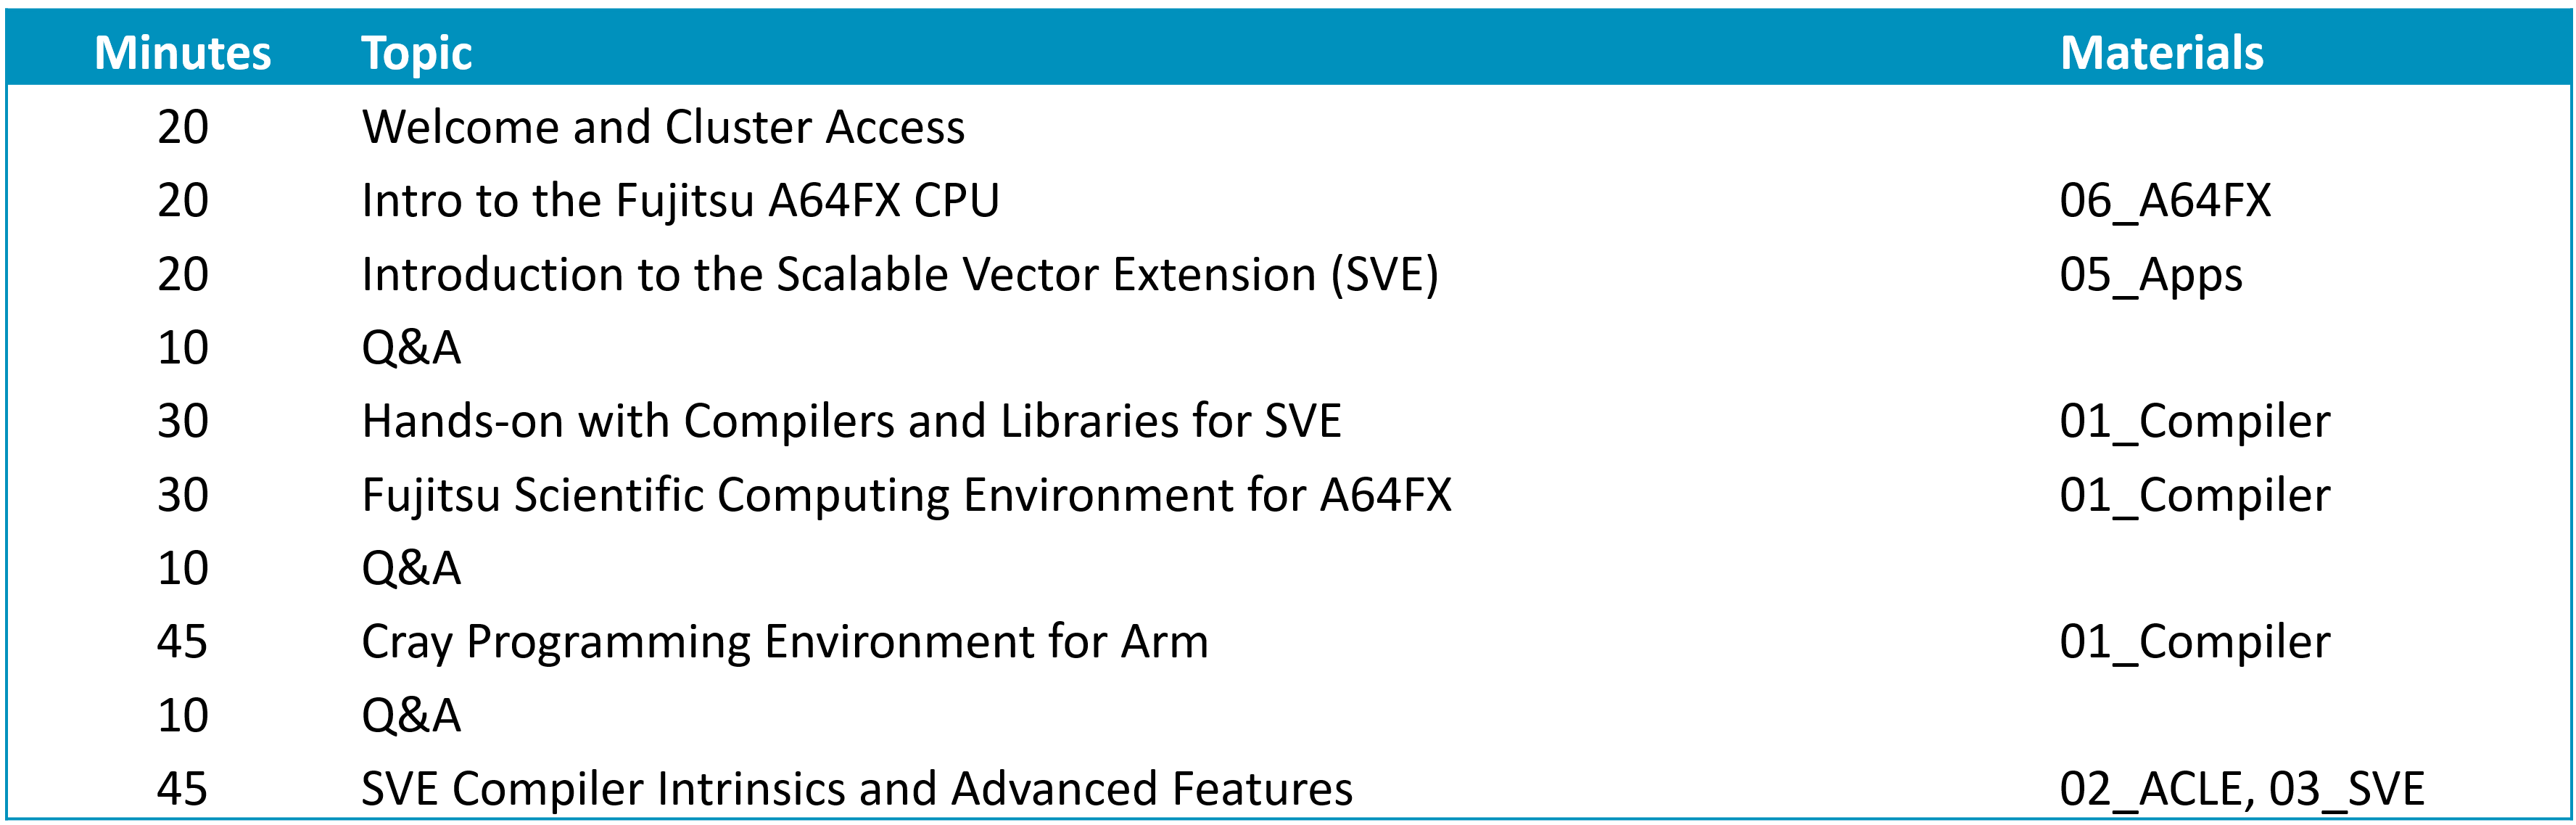 Minutes Topic Materials
20 Welcome and Cluster Access
20 Intro to the Fujitsu A64FX CPU 06_A64FX
20 Introduction to the Scalable Vector Extension (SVE) 05_Apps
10 Q&A
30 Hands-on with Compilers and Libraries for SVE 01_Compiler
30 Fujitsu Scientific Computing Environment for A64FX 01_Compiler
10 Q&A
45 Cray Programming Environment for Arm 01_Compiler
10 Q&A
45 SVE Compiler Intrinsics and Advanced Features 02_ACLE, 03_SVE